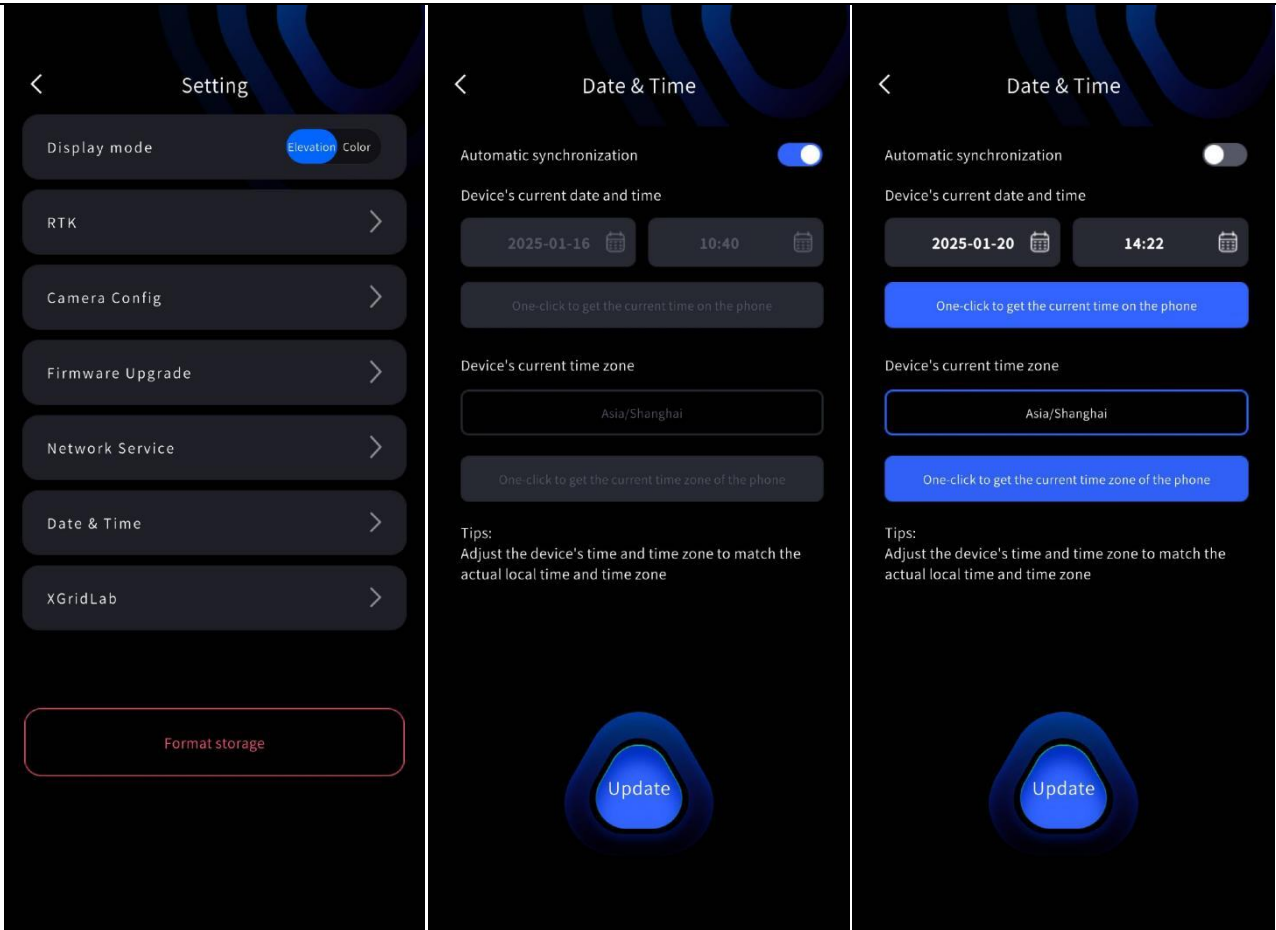 Setting
Display mode
Elevation Color
RTK
Camera Config
Firmware Upgrade
Network Service
Date & Time
XGridLab
Format storage
Date & Time
Automatic synchronization
Device's current date and time
2025-01-16 10:40
One-click to get the current time on the phone
Device's current time zone
Asia/Shanghai
One-click to get the current time zone of the phone
Tips:
Adjust the device's time and time zone to match the
actual local time and time zone
Update
Date & Time
Automatic synchronization
Device's current date and time
2025-01-20 14:22
One-click to get the current time on the phone
Device's current time zone
Asia/Shanghai
One-click to get the current time zone of the phone
Tips:
Adjust the device's time and time zone to match the
actual local time and time zone
Update